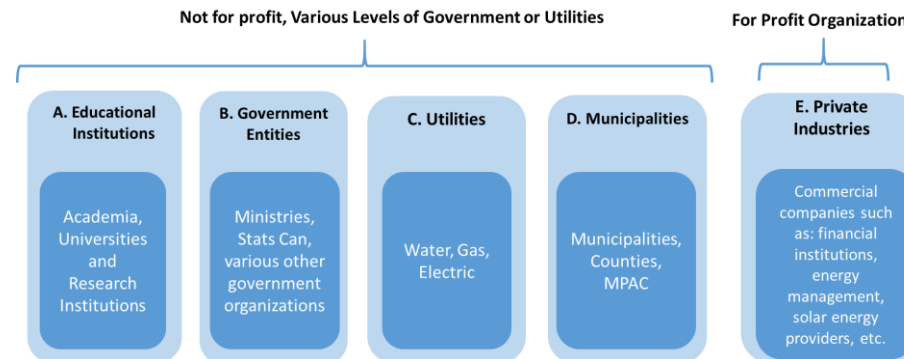 Not for profit, Various Levels of Government or Utilities
For Profit Organization
A. Educational
Institutions
Academia,
Universities
and
Research
Institutions
B. Government
Entities
Ministries,
Stats Can,
various other
government
organizations
C. Utilities
Water, Gas,
Electric
D. Municipalities
Municipalities,
Counties,
MPAC
E. Private
Industries
Commercial
companies such
as: financial
institutions,
energy
management,
solar energy
providers, etc.